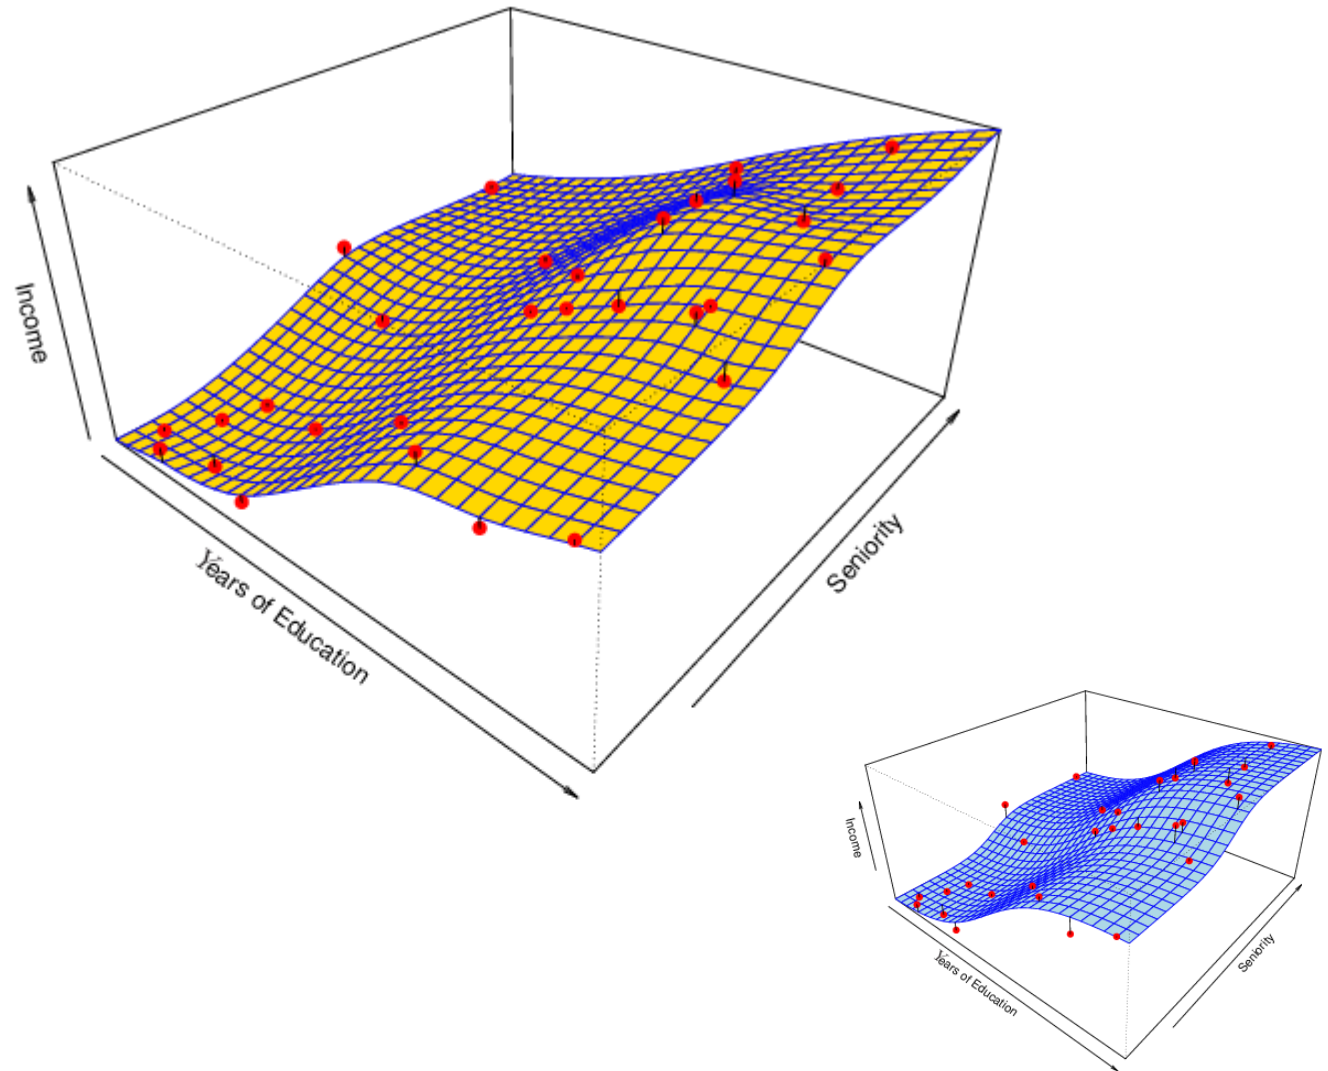 Income
Years of Education
Seniority
Income
Years of Education
Seniority